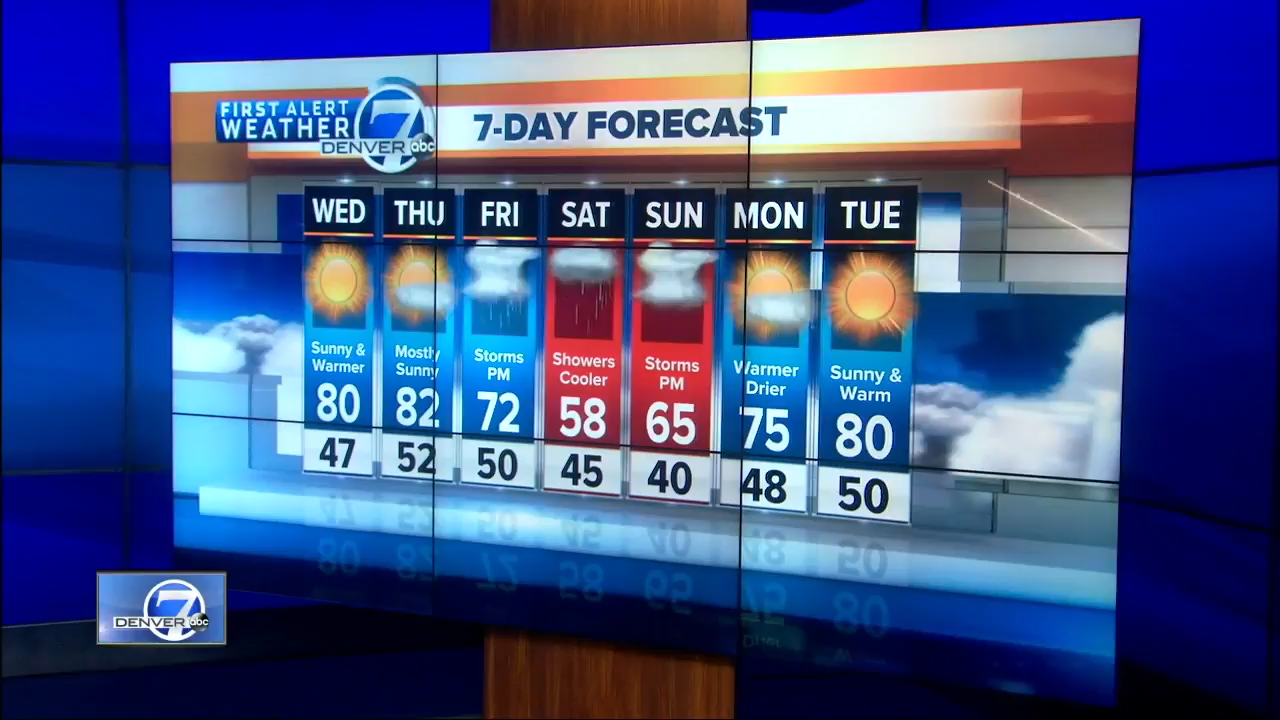 FIRST ALERT
WEATHER
7
DENVER abc
7-DAY FORECAST
WED THU FRI SAT SUN MON TUE
Sunny &
Warmer
80
47
Mostly
Sunny
82
52
Storms
PM
72
50
Showers
Cooler
58
45
Storms
PM
65
40
Warmer
Drier
75
48
Sunny &
Warm
80
50
7
DENVER abc